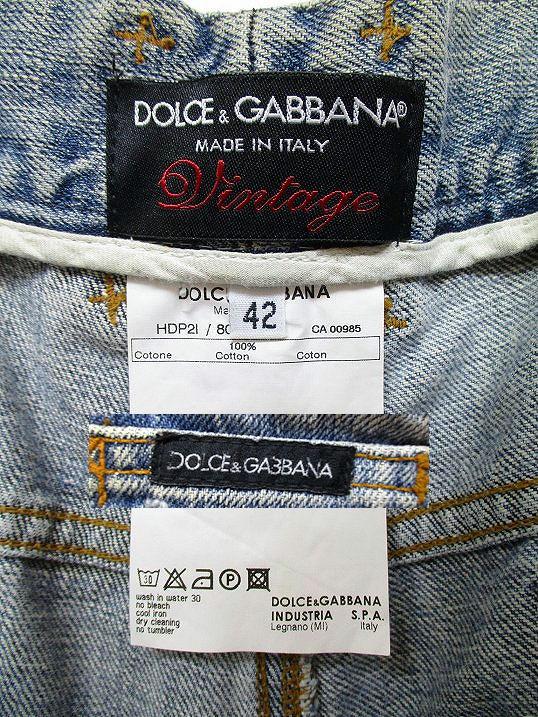 DOLCE & GABBANA®
MADE IN ITALY
Vintage
42
HDP2I / CA 00985
100%
Cotone Cotton Coton
DOLCE & GABBANA
30 P
wash in water 30
no bleach
cool iron
dry cleaning
no tumbler
DOLCE&GABBANA
INDUSTRIA S.P.A.
Legnano (MI) Italy